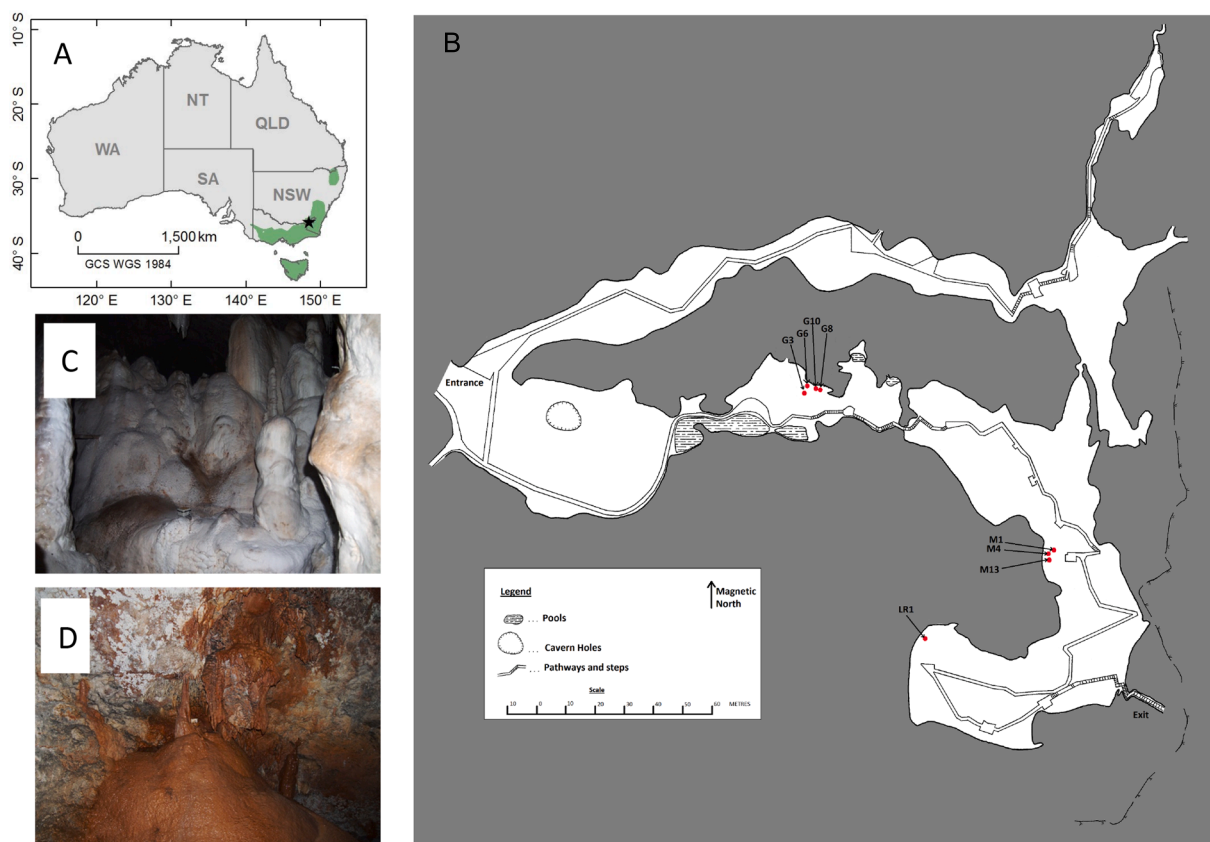 A
10° S
20° S
30° S
40° S
WA
NT
QLD
SA
NSW
0 1,500 km
GCS WGS 1984
120° E 130° E 140° E 150° E
B
G10
G6 G8
G3
Entrance
M1
M4
M13
LR1
Exit
Legend
... Pools
... Cavern Holes
... Pathways and steps
Magnetic
North
Scale
10 0 10 20 30 40 50 60 METRES
C
D